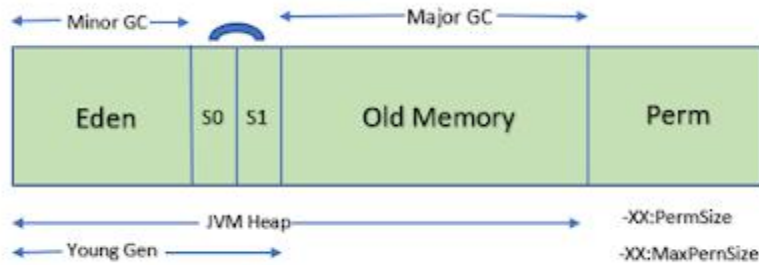 Minor GC
Major GC
Eden
S0
S1
Old Memory
Perm
JVM Heap
-XX:PermSize
Young Gen
-XX:MaxPernSize